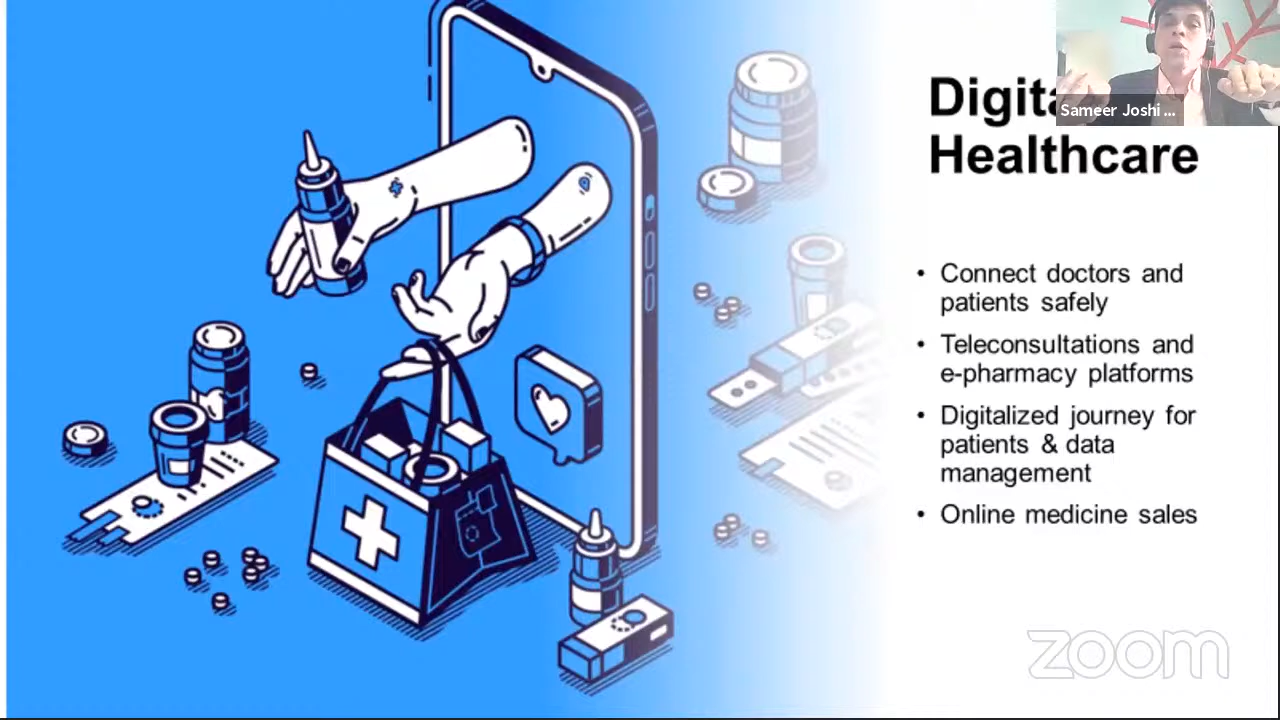 Digita
Healthcare
Sameer Joshi ...
• Connect doctors and
patients safely
• Teleconsultations and
e-pharmacy platforms
• Digitalized journey for
patients & data
management
• Online medicine sales
zoom